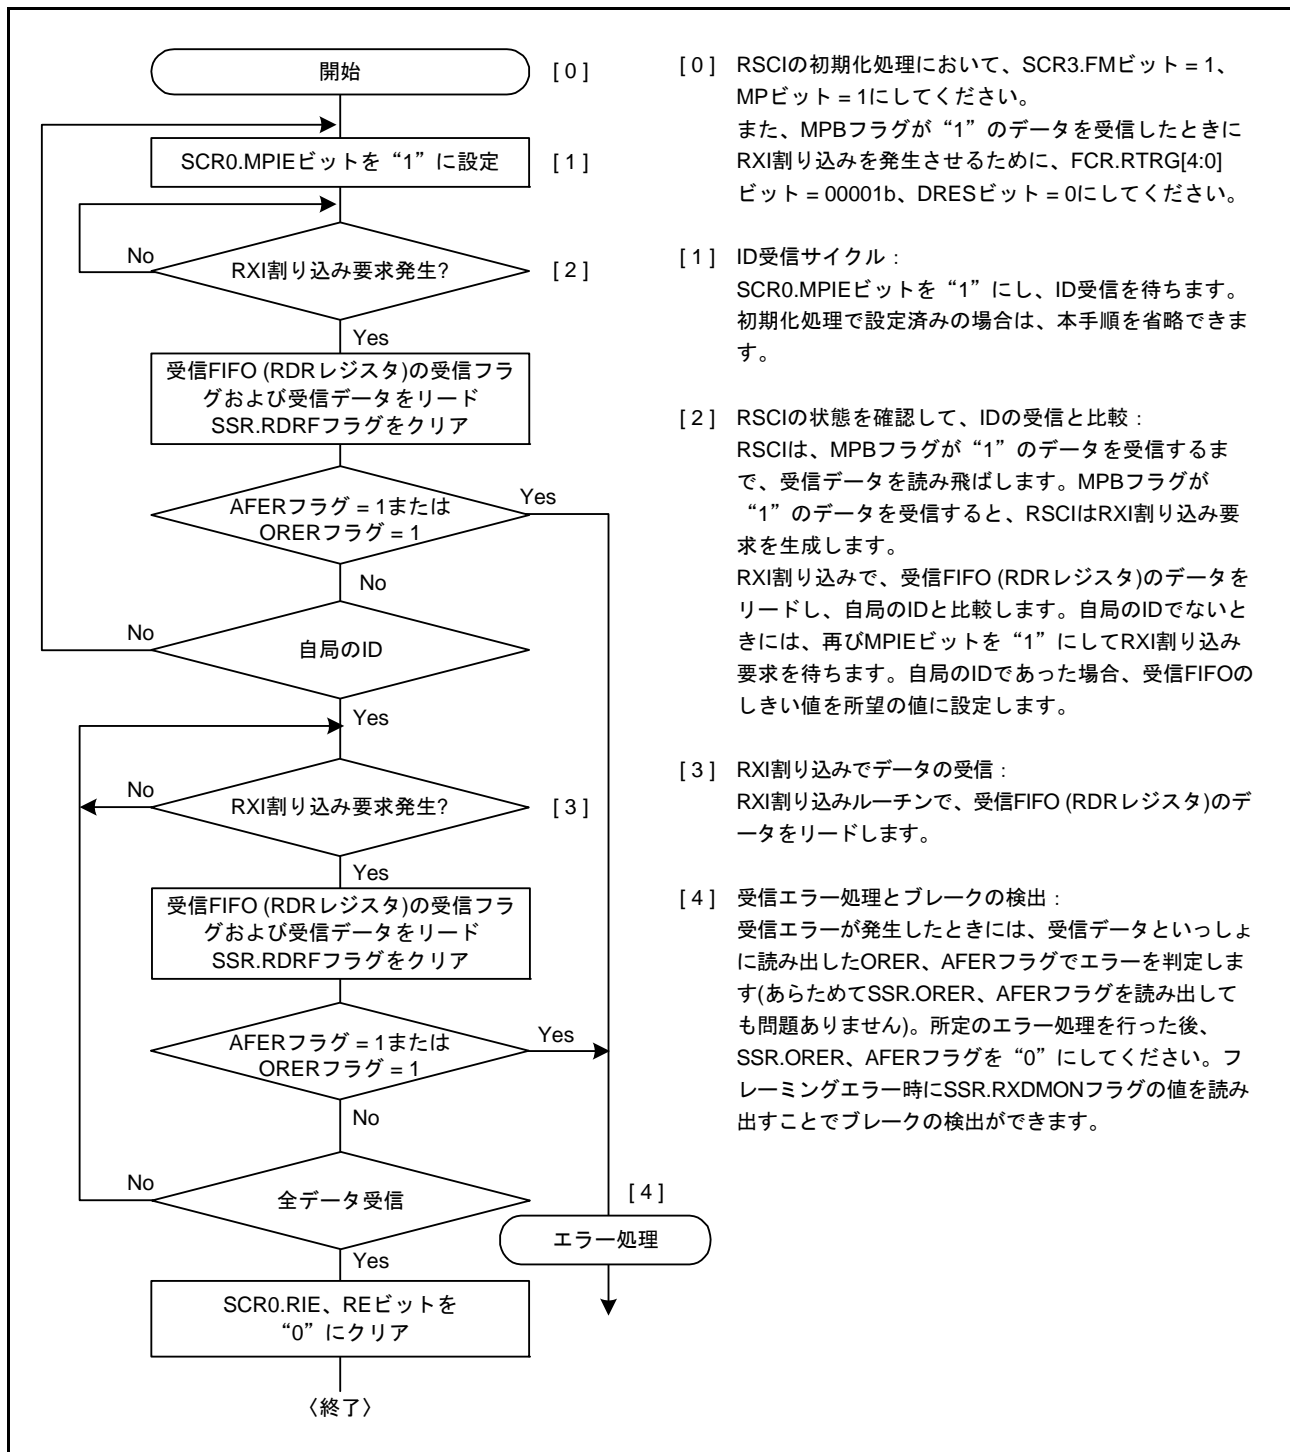 開始
[ 0 ]
SCR0.MPIEビットを“1”に設定
[ 1 ]
No
RXI割り込み要求発生?
[ 2 ]
Yes
受信FIFO (RDRレジスタ)の受信フラ
グおよび受信データをリード
SSR.RDRFフラグをクリア
AFERフラグ = 1または
ORERフラグ = 1
Yes
No
No
自局のID
Yes
No
RXI割り込み要求発生?
[ 3 ]
Yes
受信FIFO (RDRレジスタ)の受信フラ
グおよび受信データをリード
SSR.RDRFフラグをクリア
AFERフラグ = 1または
ORERフラグ = 1
Yes
No
No
全データ受信
[ 4 ]
エラー処理
Yes
SCR0.RIE、REビットを
“0”にクリア
〈終了〉
[ 0 ] RSCIの初期化処理において、SCR3.FMビット = 1、
MPビット = 1にしてください。
また、MPBフラグが“1”のデータを受信したときに
RXI割り込みを発生させるために、FCR.RTRG[4:0]
ビット = 00001b、DRESビット = 0にしてください。
[ 1 ] ID受信サイクル：
SCR0.MPIEビットを“1”にし、ID受信を待ちます。
初期化処理で設定済みの場合は、本手順を省略できま
す。
[ 2 ] RSCIの状態を確認して、IDの受信と比較：
RSCIは、MPBフラグが“1”のデータを受信するま
で、受信データを読み飛ばします。MPBフラグが
“1”のデータを受信すると、RSCIはRXI割り込み要
求を生成します。
RXI割り込みで、受信FIFO (RDRレジスタ)のデータを
リードし、自局のIDと比較します。自局のIDでないと
きには、再びMPIEビットを“1”にしてRXI割り込み
要求を待ちます。自局のIDであった場合、受信FIFOの
しきい値を所望の値に設定します。
[ 3 ] RXI割り込みでデータの受信：
RXI割り込みルーチンで、受信FIFO (RDRレジスタ)のデ
ータをリードします。
[ 4 ] 受信エラー処理とブレークの検出：
受信エラーが発生したときには、受信データといっしょ
に読み出したORER、AFERフラグでエラーを判定しま
す(あらためてSSR.ORER、AFERフラグを読み出して
も問題ありません)。所定のエラー処理を行った後、
SSR.ORER、AFERフラグを“0”にしてください。フ
レーミングエラー時にSSR.RXDMONフラグの値を読み
出すことでブレークの検出ができます。